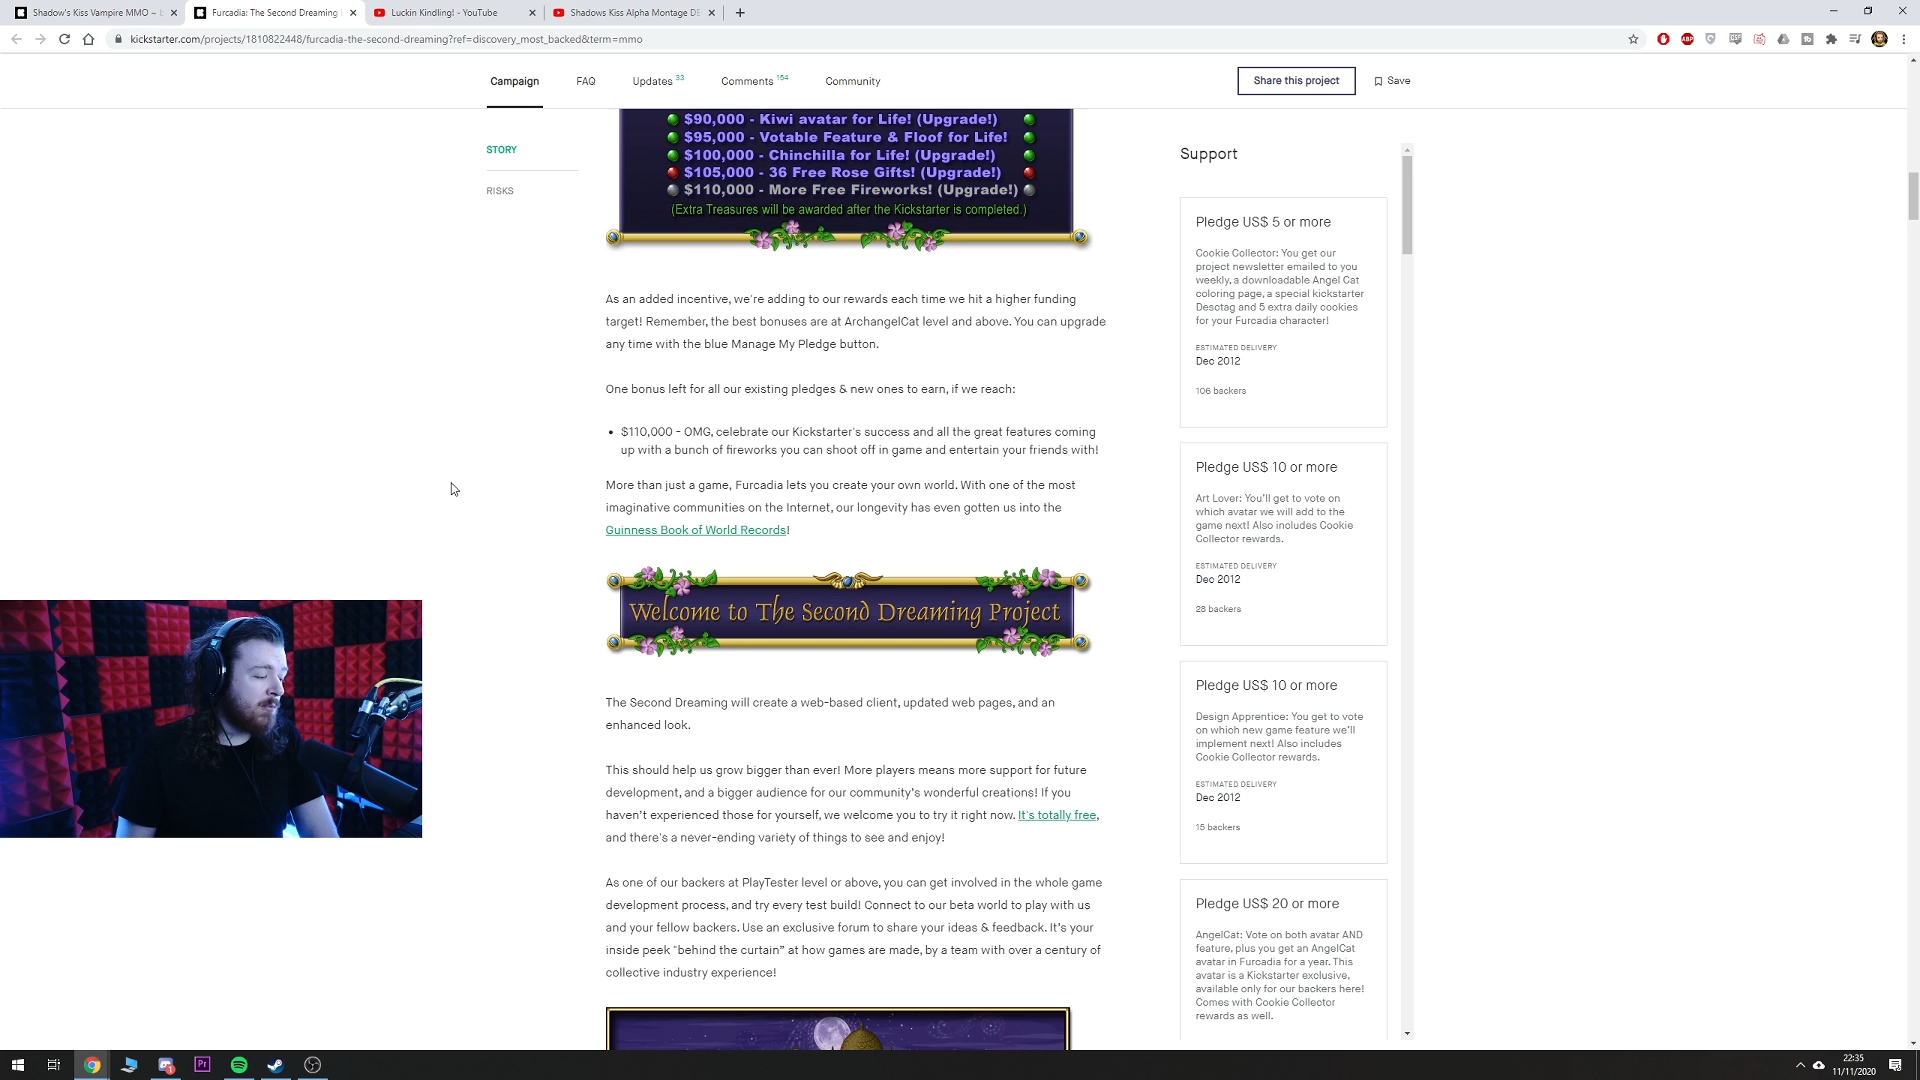 Shadow's Kiss Vampire MMO – b
Furcadia: The Second Dreaming
Luckin Kindling! - YouTube
Shadows Kiss Alpha Montage DE
kickstarter.com/projects/1810822448/furcadia-the-second-dreaming?ref=discovery_most_backed&term=mmo
Campaign
FAQ
Updates 33
Comments 154
Community
Share this project
Save
STORY
RISKS
$90,000 - Kiwi avatar for Life! (Upgrade!)
$95,000 - Votable Feature & Floof for Life!
$100,000 - Chinchilla for Life! (Upgrade!)
$105,000 - 36 Free Rose Gifts! (Upgrade!)
$110,000 - More Free Fireworks! (Upgrade!)
(Extra Treasures will be awarded after the Kickstarter is completed.)
As an added incentive, we're adding to our rewards each time we hit a higher funding
target! Remember, the best bonuses are at ArchangelCat level and above. You can upgrade
any time with the blue Manage My Pledge button.
One bonus left for all our existing pledges & new ones to earn, if we reach:
• $110,000 - OMG, celebrate our Kickstarter's success and all the great features coming
up with a bunch of fireworks you can shoot off in game and entertain your friends with!
More than just a game, Furcadia lets you create your own world. With one of the most
imaginative communities on the Internet, our longevity has even gotten us into the
Guinness Book of World Records!
Welcome to The Second Dreaming Project
The Second Dreaming will create a web-based client, updated web pages, and an
enhanced look.
This should help us grow bigger than ever! More players means more support for future
development, and a bigger audience for our community's wonderful creations! If you
haven't experienced those for yourself, we welcome you to try it right now. It's totally free,
and there's a never-ending variety of things to see and enjoy!
As one of our backers at PlayTester level or above, you can get involved in the whole game
development process, and try every test build! Connect to our beta world to play with us
and your fellow backers. Use an exclusive forum to share your ideas & feedback. It's your
inside peek "behind the curtain" at how games are made, by a team with over a century of
collective industry experience!
Support
Pledge US$ 5 or more
Cookie Collector: You get our
project newsletter emailed to you
weekly, a downloadable Angel Cat
coloring page, a special kickstarter
Desctag and 5 extra daily cookies
for your Furcadia character!
ESTIMATED DELIVERY
Dec 2012
106 backers
Pledge US$ 10 or more
Art Lover: You'll get to vote on
which avatar we will add to the
game next! Also includes Cookie
Collector rewards.
ESTIMATED DELIVERY
Dec 2012
28 backers
Pledge US$ 10 or more
Design Apprentice: You get to vote
on which new game feature we'll
implement next! Also includes
Cookie Collector rewards.
ESTIMATED DELIVERY
Dec 2012
15 backers
Pledge US$ 20 or more
AngelCat: Vote on both avatar AND
feature, plus you get an AngelCat
avatar in Furcadia for a year. This
avatar is a Kickstarter exclusive,
available only for our backers here!
Comes with Cookie Collector
rewards as well.
22:35
11/11/2020